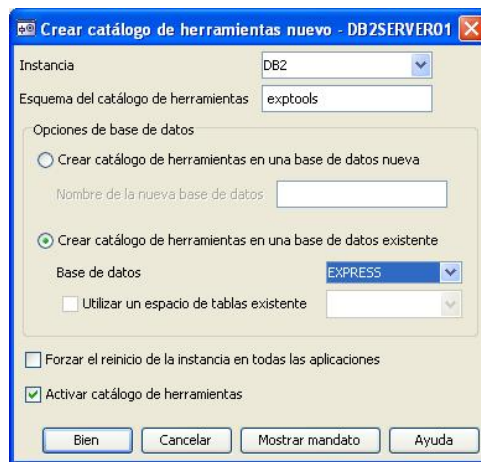 Crear catálogo de herramientas nuevo - DB2SERVER01
Instancia DB2
Esquema del catálogo de herramientas exptools
Opciones de base de datos
Crear catálogo de herramientas en una base de datos nueva
Nombre de la nueva base de datos
Crear catálogo de herramientas en una base de datos existente
Base de datos EXPRESS
Utilizar un espacio de tablas existente
Forzar el reinicio de la instancia en todas las aplicaciones
Activar catálogo de herramientas
Bien Cancelar Mostrar mandato Ayuda